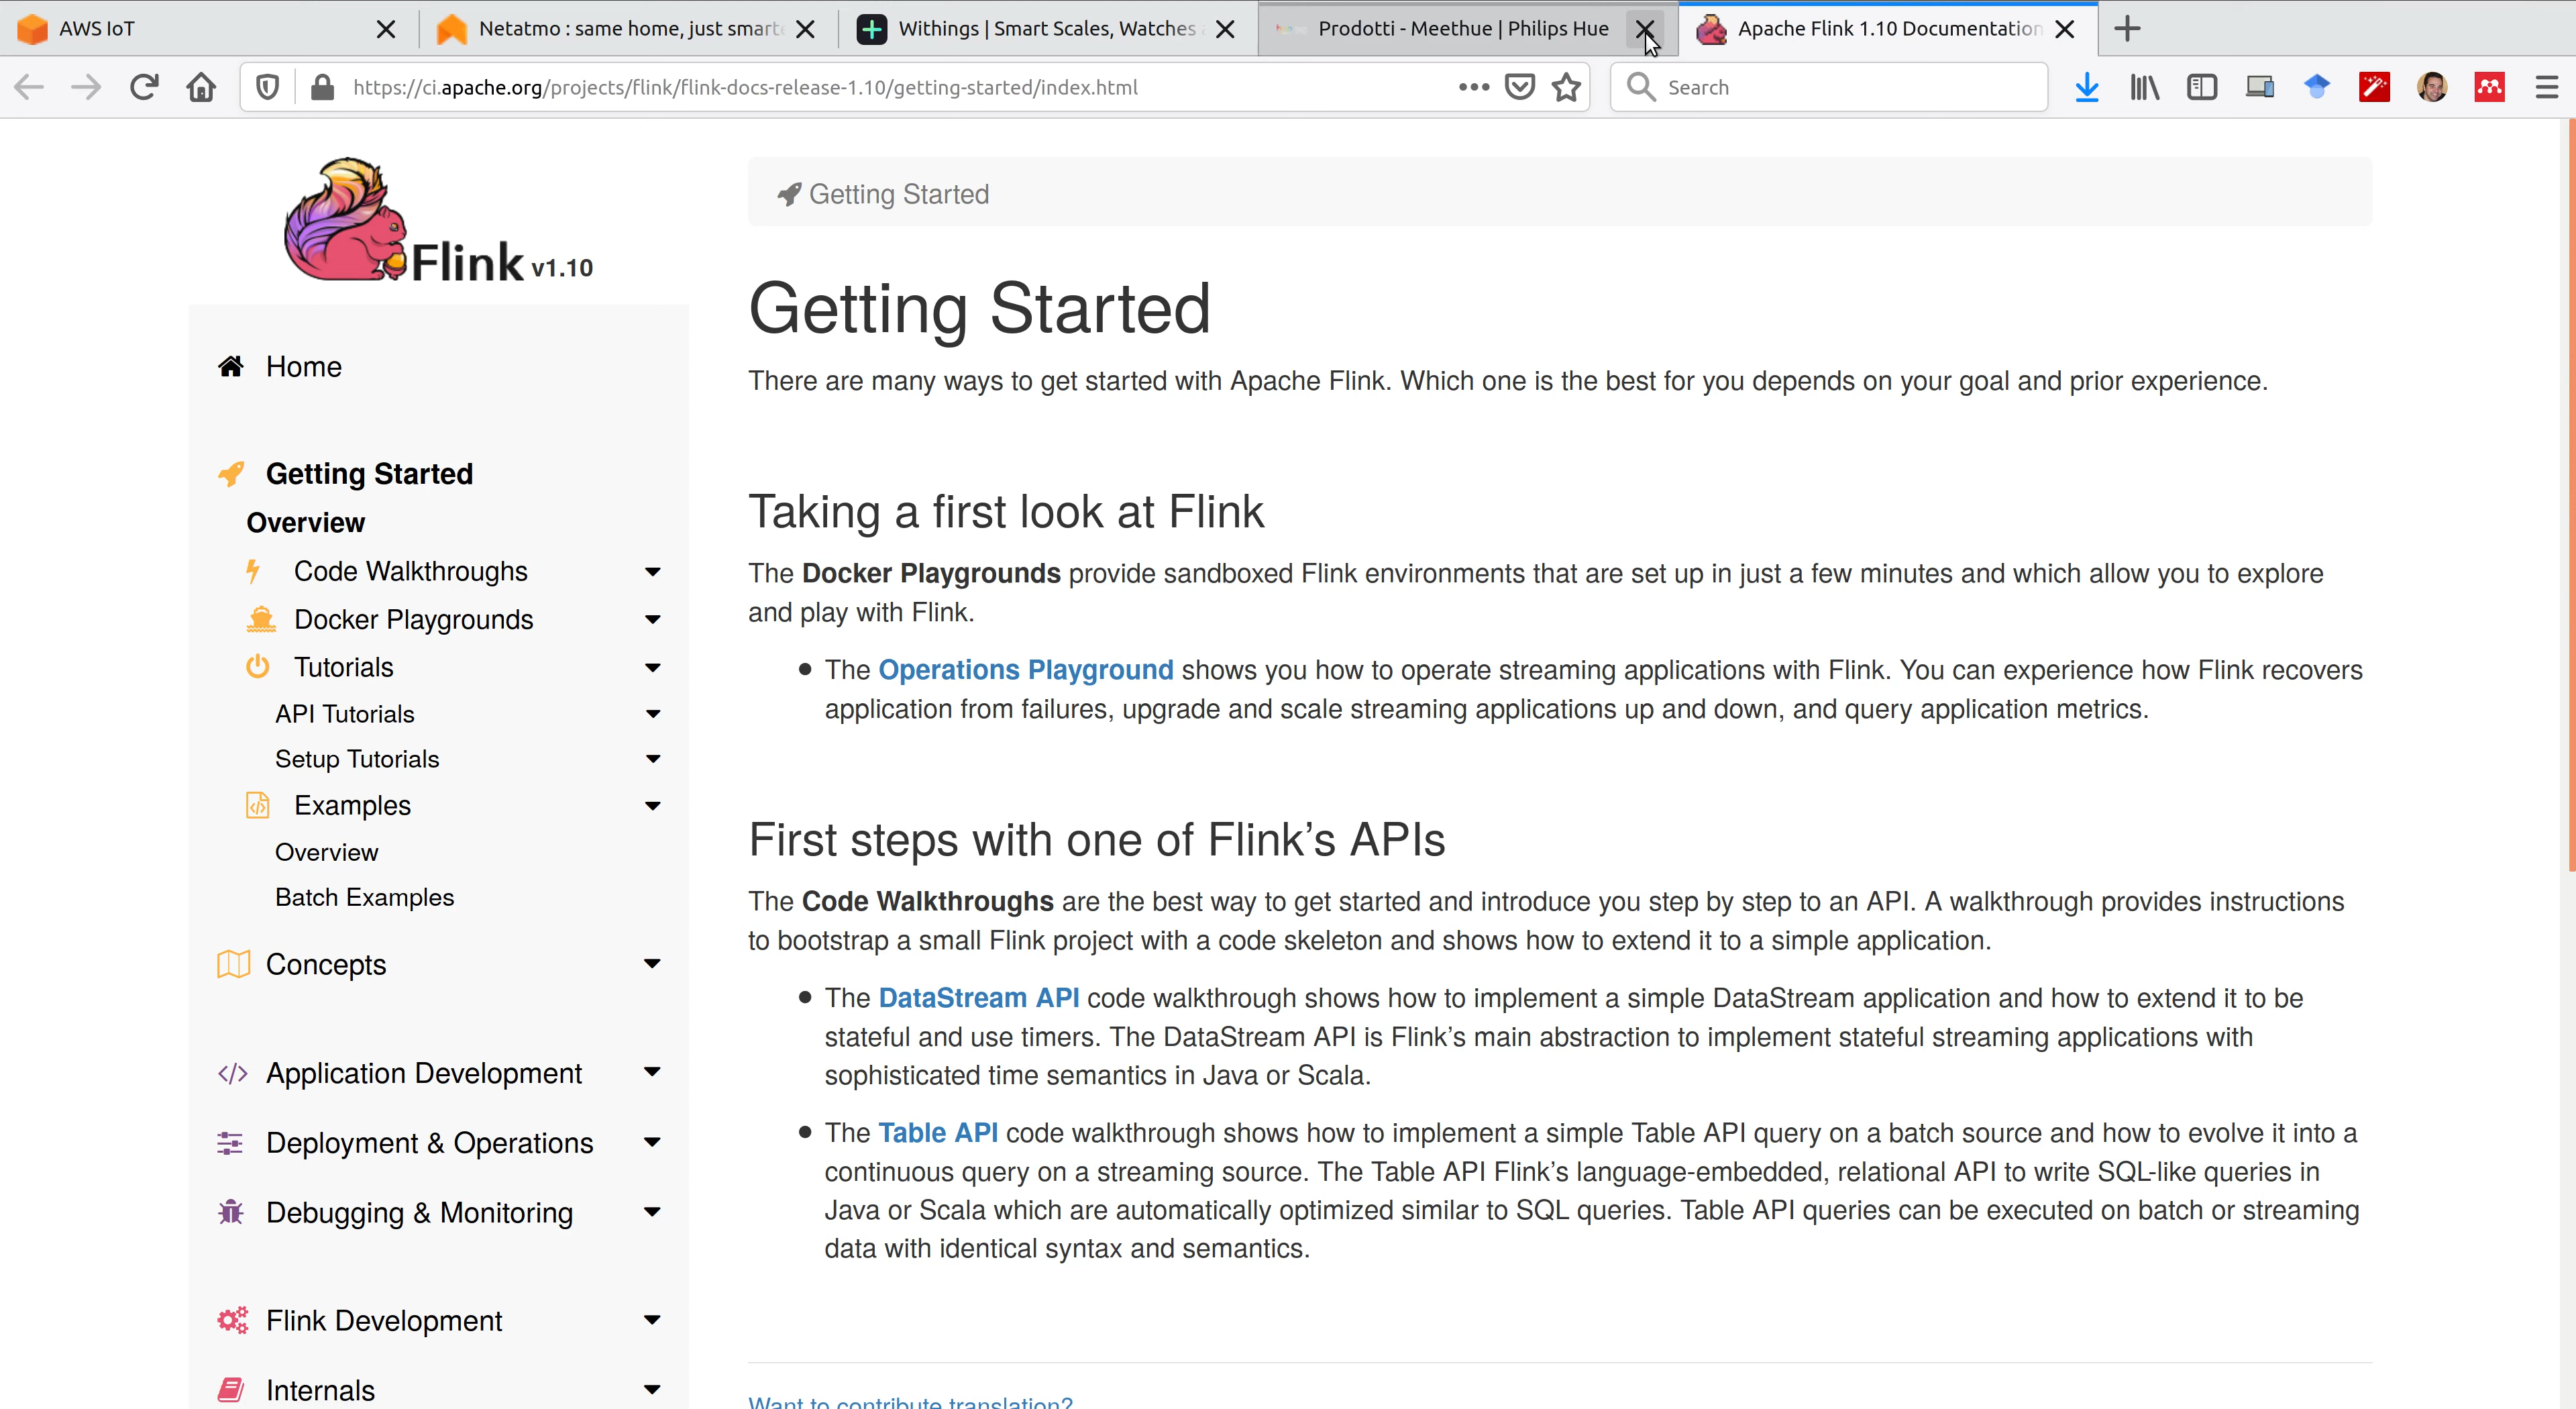 AWS IoT
Netatmo : same home, just smart
Withings | Smart Scales, Watches
Prodotti - Meethue | Philips Hue
Apache Flink 1.10 Documentation
https://ci.apache.org/projects/flink/flink-docs-release-1.10/getting-started/index.html
Search
Flink v1.10
Home
Getting Started
Overview
Code Walkthroughs
Docker Playgrounds
Tutorials
API Tutorials
Setup Tutorials
Examples
Overview
Batch Examples
Concepts
Application Development
Deployment & Operations
Debugging & Monitoring
Flink Development
Internals
Getting Started
Getting Started
There are many ways to get started with Apache Flink. Which one is the best for you depends on your goal and prior experience.
Taking a first look at Flink
The Docker Playgrounds provide sandboxed Flink environments that are set up in just a few minutes and which allow you to explore
and play with Flink.
The Operations Playground shows you how to operate streaming applications with Flink. You can experience how Flink recovers
application from failures, upgrade and scale streaming applications up and down, and query application metrics.
First steps with one of Flink’s APIs
The Code Walkthroughs are the best way to get started and introduce you step by step to an API. A walkthrough provides instructions
to bootstrap a small Flink project with a code skeleton and shows how to extend it to a simple application.
The DataStream API code walkthrough shows how to implement a simple DataStream application and how to extend it to be
stateful and use timers. The DataStream API is Flink’s main abstraction to implement stateful streaming applications with
sophisticated time semantics in Java or Scala.
The Table API code walkthrough shows how to implement a simple Table API query on a batch source and how to evolve it into a
continuous query on a streaming source. The Table API Flink’s language-embedded, relational API to write SQL-like queries in
Java or Scala which are automatically optimized similar to SQL queries. Table API queries can be executed on batch or streaming
data with identical syntax and semantics.
Want to contribute translation?